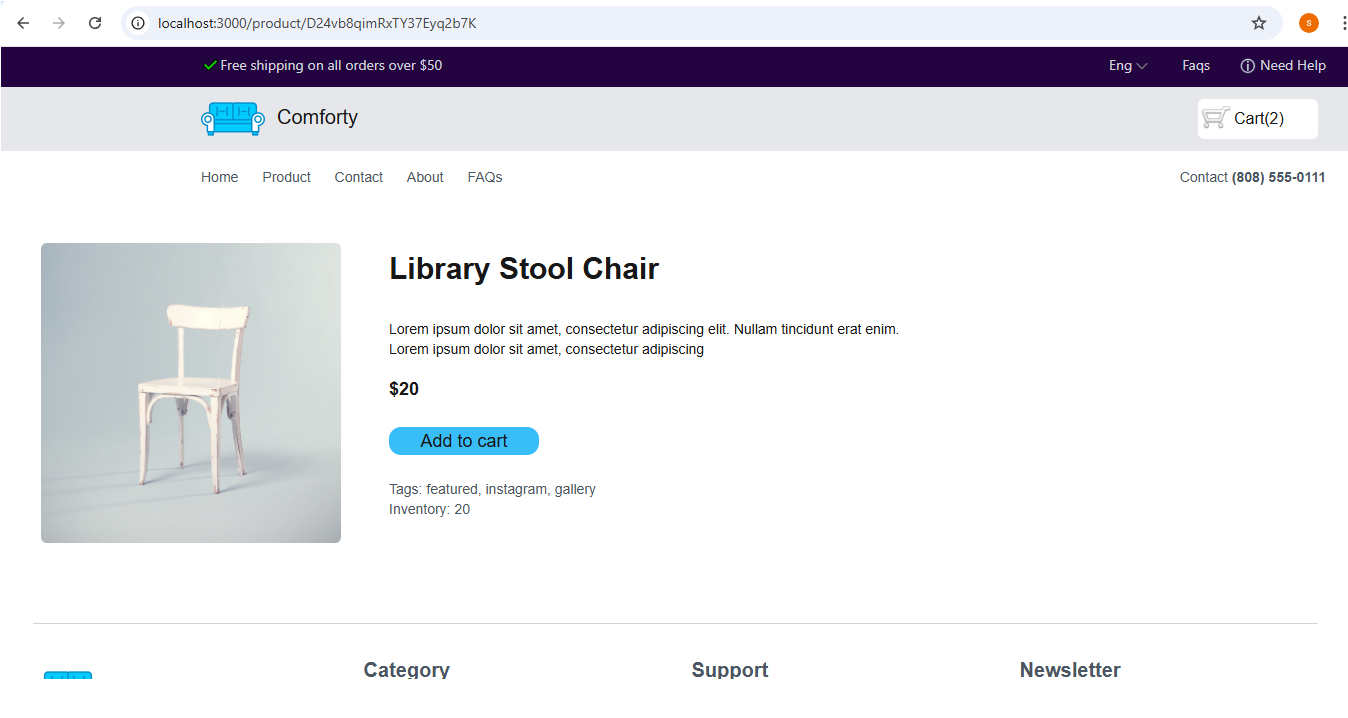 localhost:3000/product/D24vb8qimRxTY37Eyq2b7K
S
Free shipping on all orders over $50
Eng
Faqs
Need Help
Comforty
Cart(2)
Home
Product
Contact
About
FAQs
Contact (808) 555-0111
Library Stool Chair
Lorem ipsum dolor sit amet, consectetur adipiscing elit. Nullam tincidunt erat enim.
Lorem ipsum dolor sit amet, consectetur adipiscing
$20
Add to cart
Tags: featured, instagram, gallery
Inventory: 20
Category
Support
Newsletter